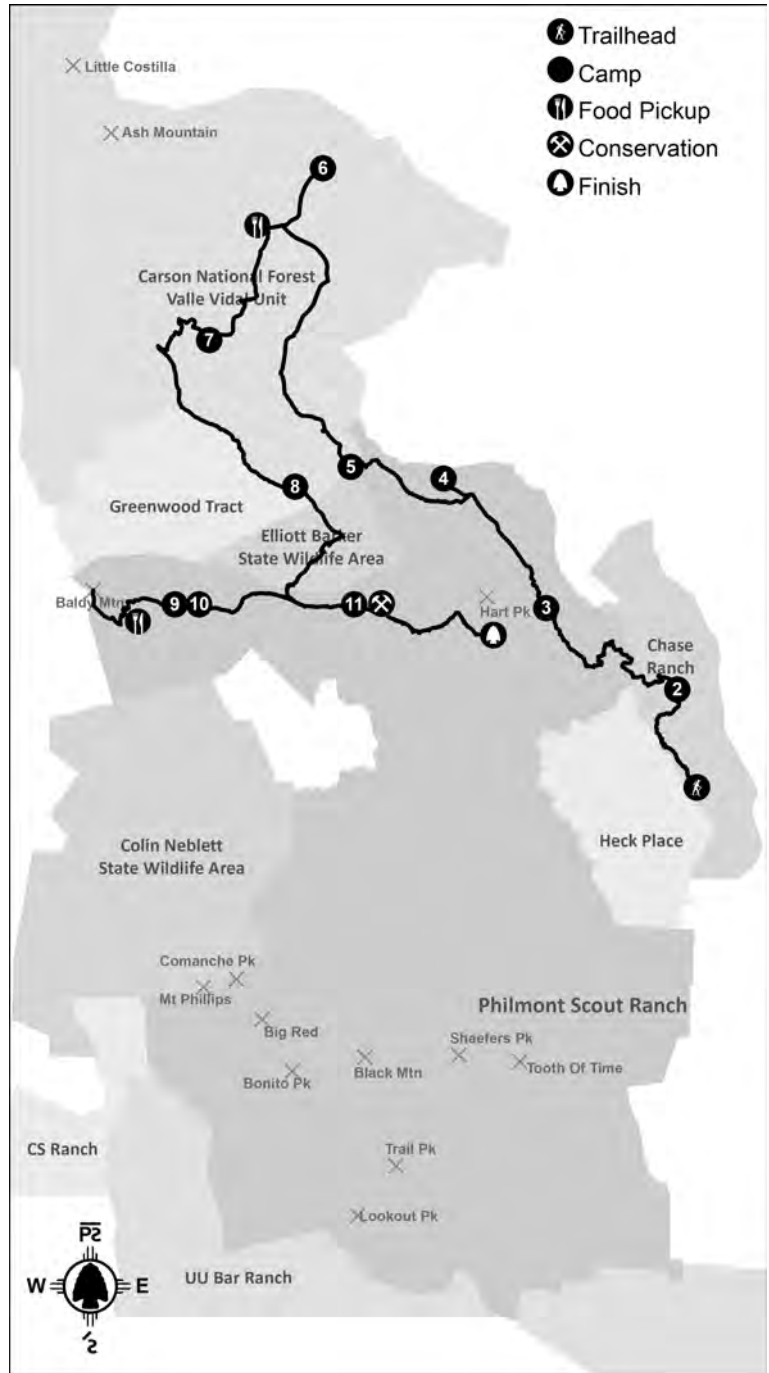 Trailhead
Camp
Food Pickup
Conservation
Finish
Little Costilla
Ash Mountain
6
Carson National Forest
Valle Vidal Unit
7
5
4
8
Greenwood Tract
Elliott Barker
State Wildlife Area
Baldy Mtn
9
10
11
Hart Pk
3
Chase
Ranch
2
Heck Place
Colin Neblett
State Wildlife Area
Comanche Pk
Mt Phillips
Philmont Scout Ranch
Big Red
Shaefers Pk
Black Mtn
Tooth Of Time
Bonito Pk
CS Ranch
Trail Pk
Lookout Pk
UU Bar Ranch
W
E